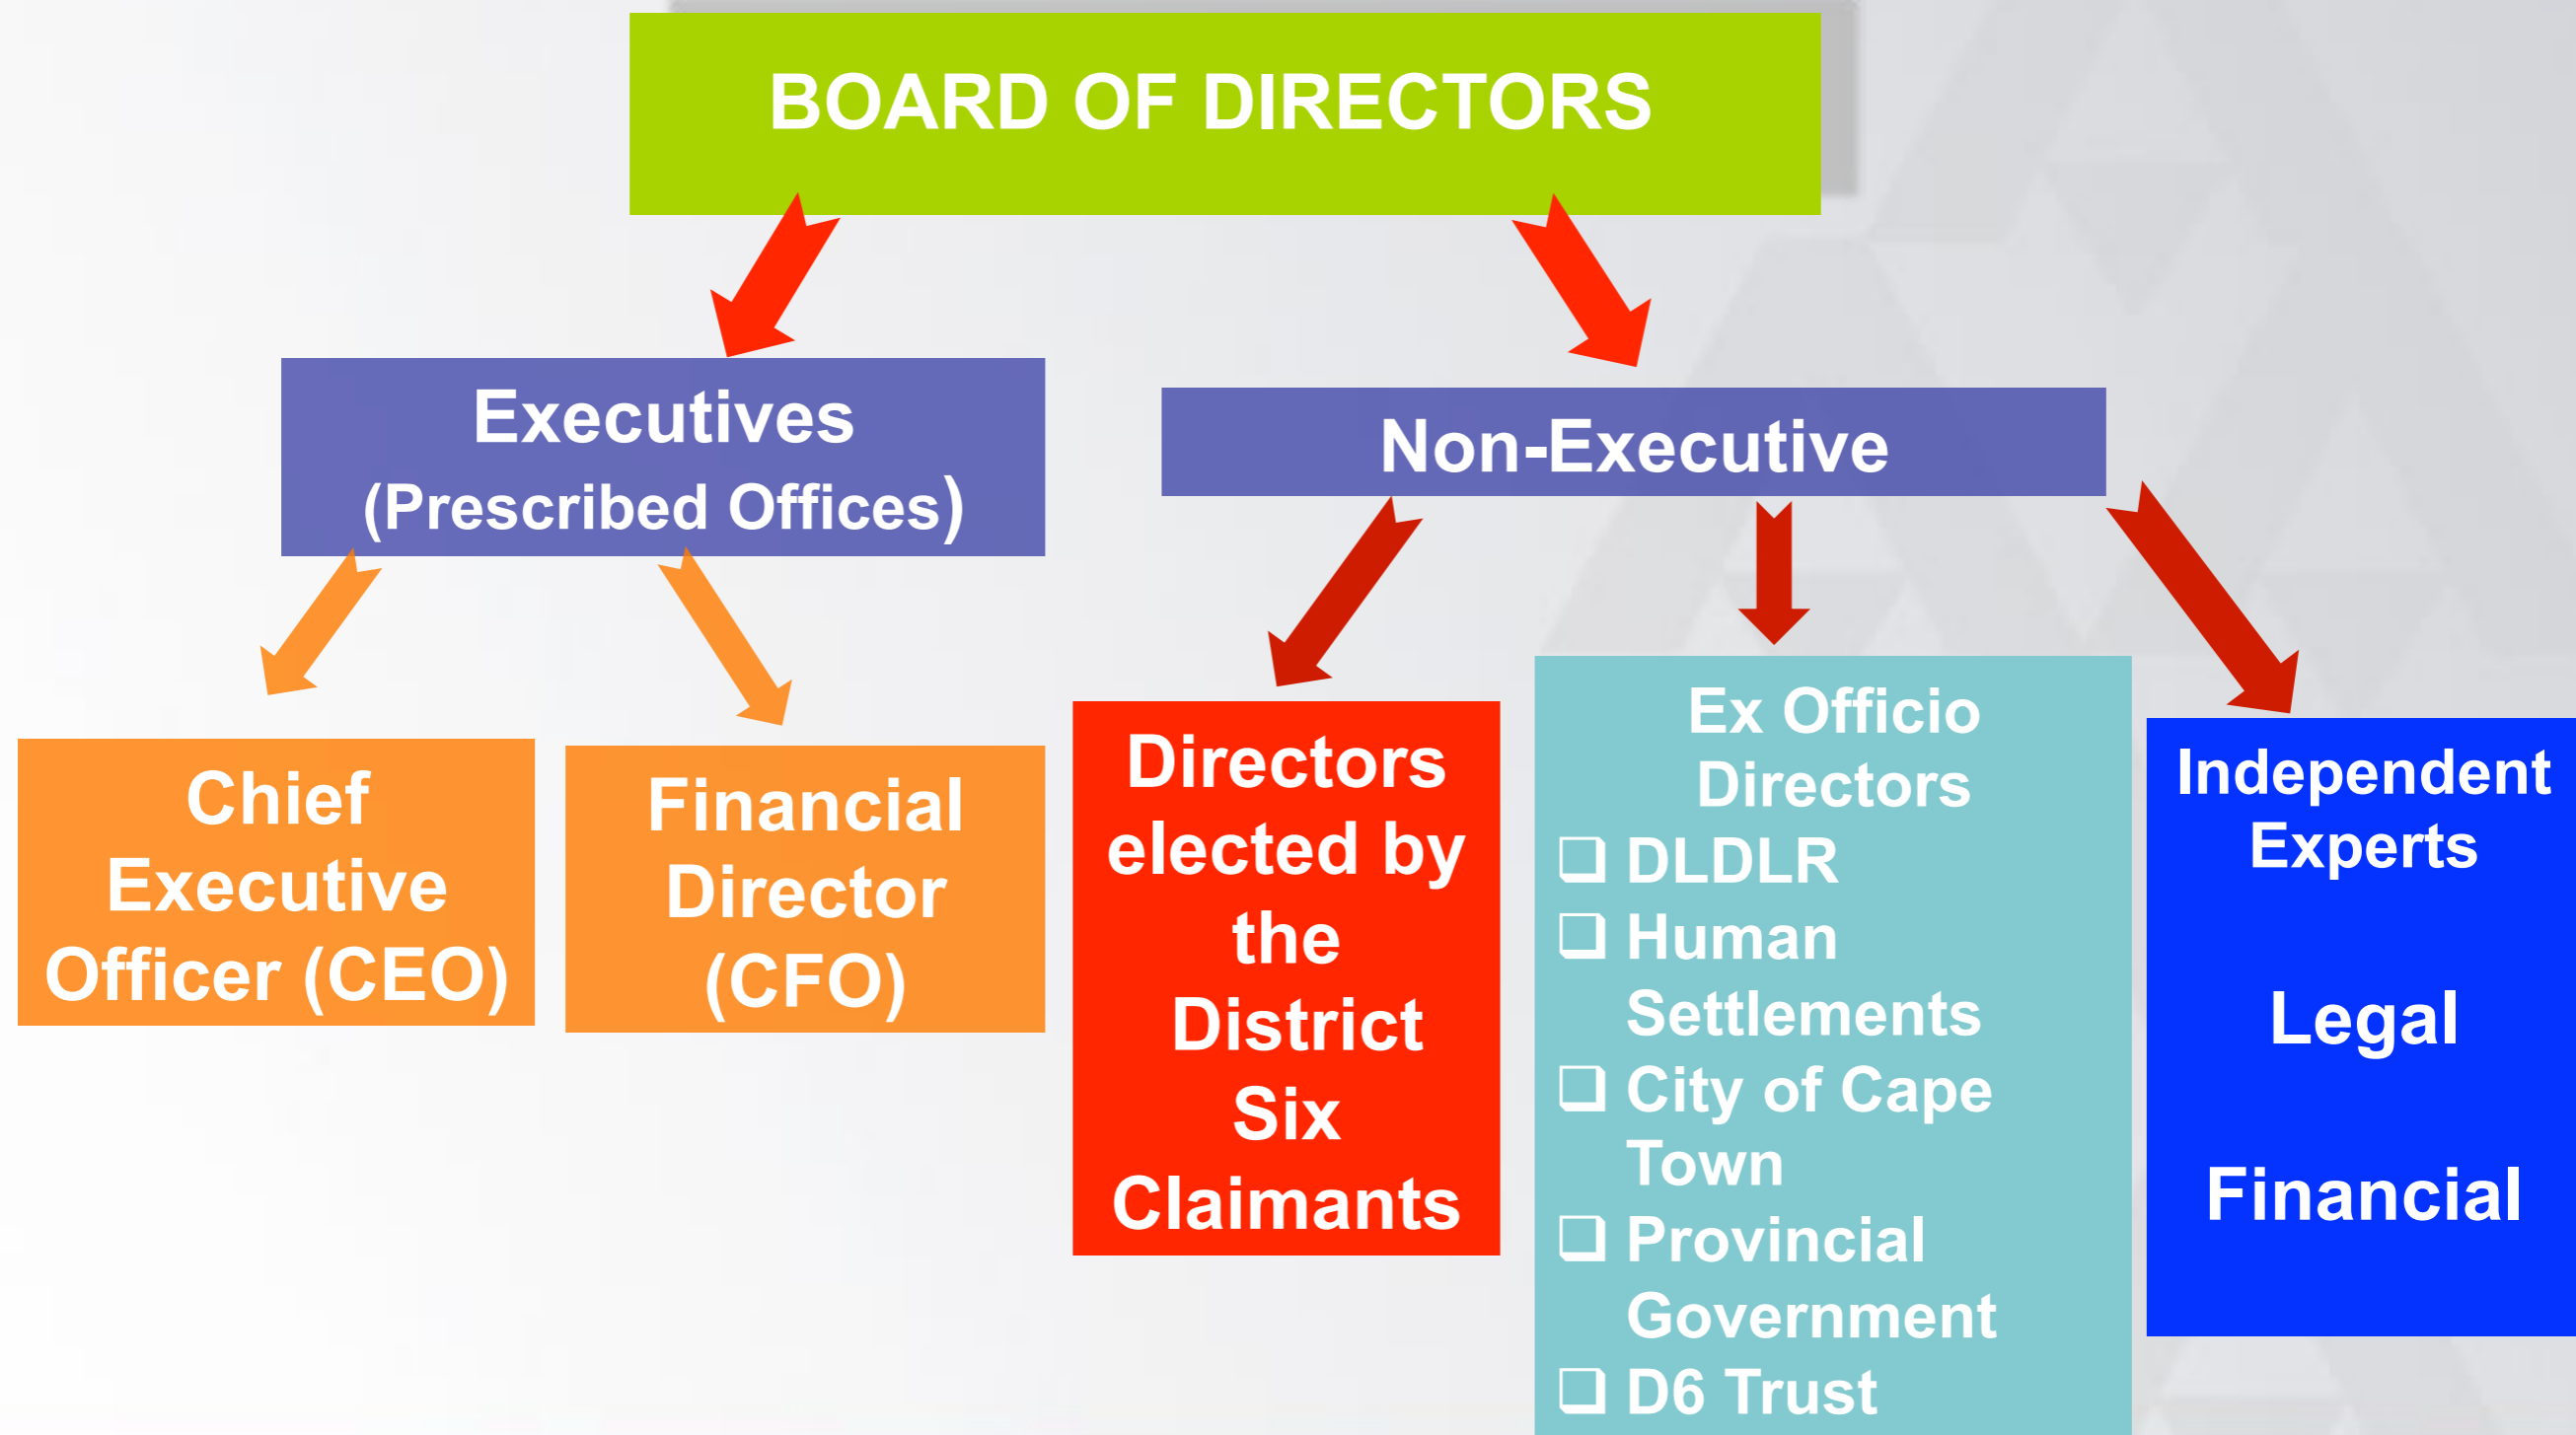 BOARD OF DIRECTORS
Executives
(Prescribed Offices)
Non-Executive
Chief
Executive
Officer (CEO)
Financial
Director
(CFO)
Directors
elected by
the
District
Six
Claimants
Ex Officio
Directors
❑ DLDLR
❑ Human
Settlements
❑ City of Cape
Town
❑ Provincial
Government
❑ D6 Trust
Independent
Experts
Legal
Financial